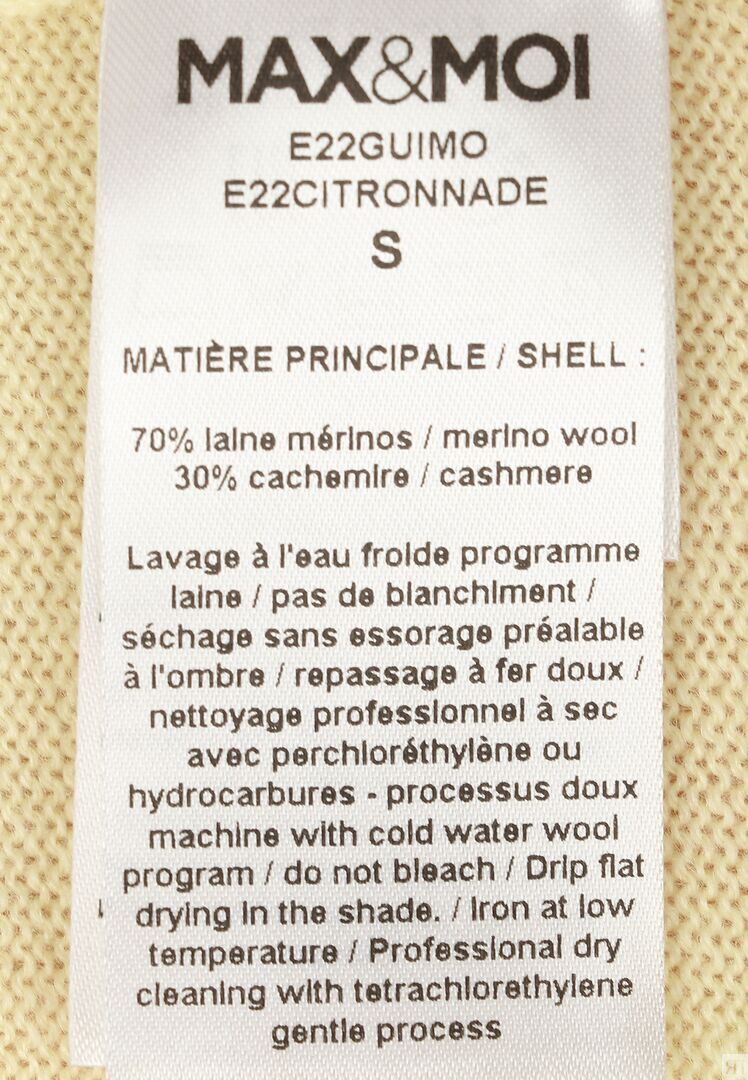 MAX&MOI
E22GUIMO
E22CITRONNADE
S
MATIÈRE PRINCIPALE / SHELL :
70% laine mérinos / merino wool
30% cachemire / cashmere
Lavage à l'eau froide programme
laine / pas de blanchiment /
séchage sans essorage préalable
à l'ombre / repassage à fer doux /
nettoyage professionnel à sec
avec perchloréthylène ou
hydrocarbures - processus doux
machine with cold water wool
program / do not bleach / Drip flat
drying in the shade. / Iron at low
temperature / Professional dry
cleaning with tetrachlorethylene
gentle process